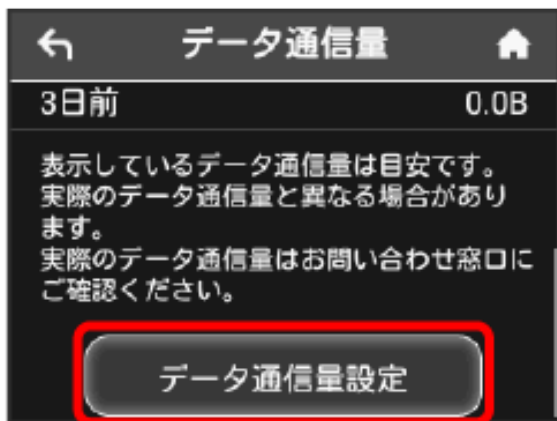 データ通信量
3日前 0.0B
表示しているデータ通信量は目安です。
実際のデータ通信量と異なる場合があり
ます。
実際のデータ通信量はお問い合わせ窓口に
ご確認ください。
データ通信量設定